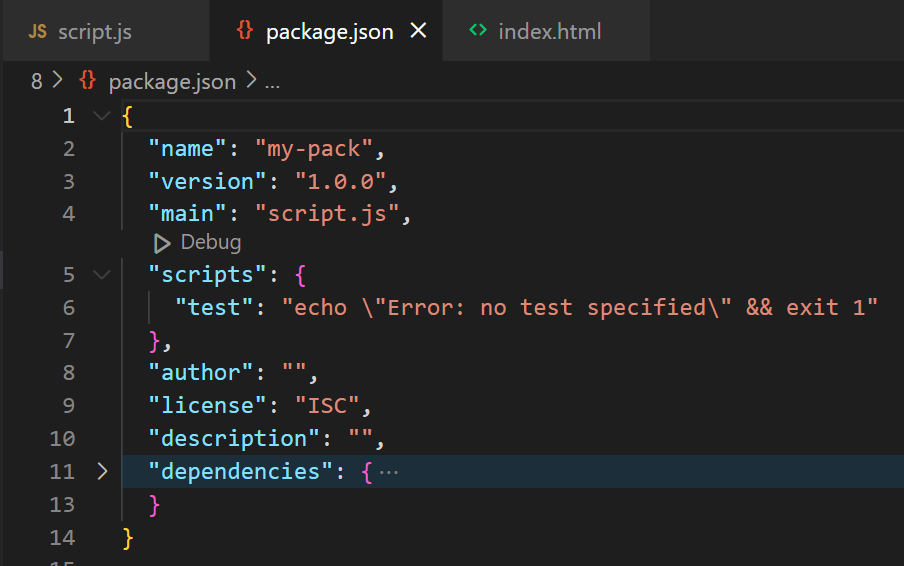 JS script.js {} package.json × <> index.html
8 > {} package.json > ...
1 {
2 "name": "my-pack",
3 "version": "1.0.0",
4 "main": "script.js",
Debug
5 "scripts": {
6 "test": "echo \"Error: no test specified\" && exit 1"
7 },
8 "author": "",
9 "license": "ISC",
10 "description": "",
11 > "dependencies": { ···
13 }
14 }